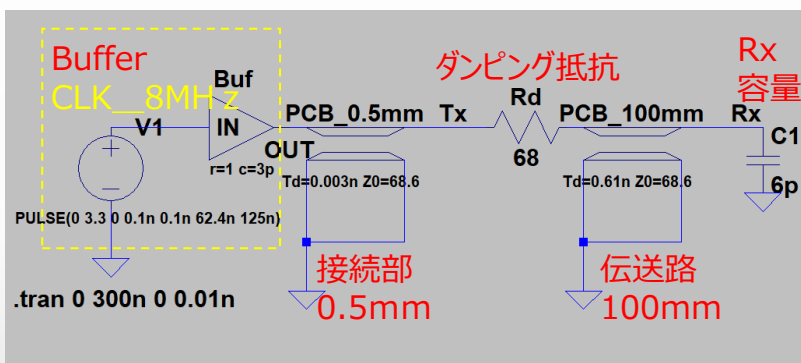 Buffer
CLK__8MHz
Buf
V1
IN
OUT
r=1 c=3p
PULSE(0 3.3 0 0.1n 0.1n 62.4n 125n)
.tran 0 300n 0 0.01n
PCB_0.5mm
Tx
Td=0.003n Z0=68.6
接続部
0.5mm
ダンピング抵抗
Rd
68
PCB_100mm
Rx
Td=0.61n Z0=68.6
伝送路
100mm
Rx
容量
C1
6p